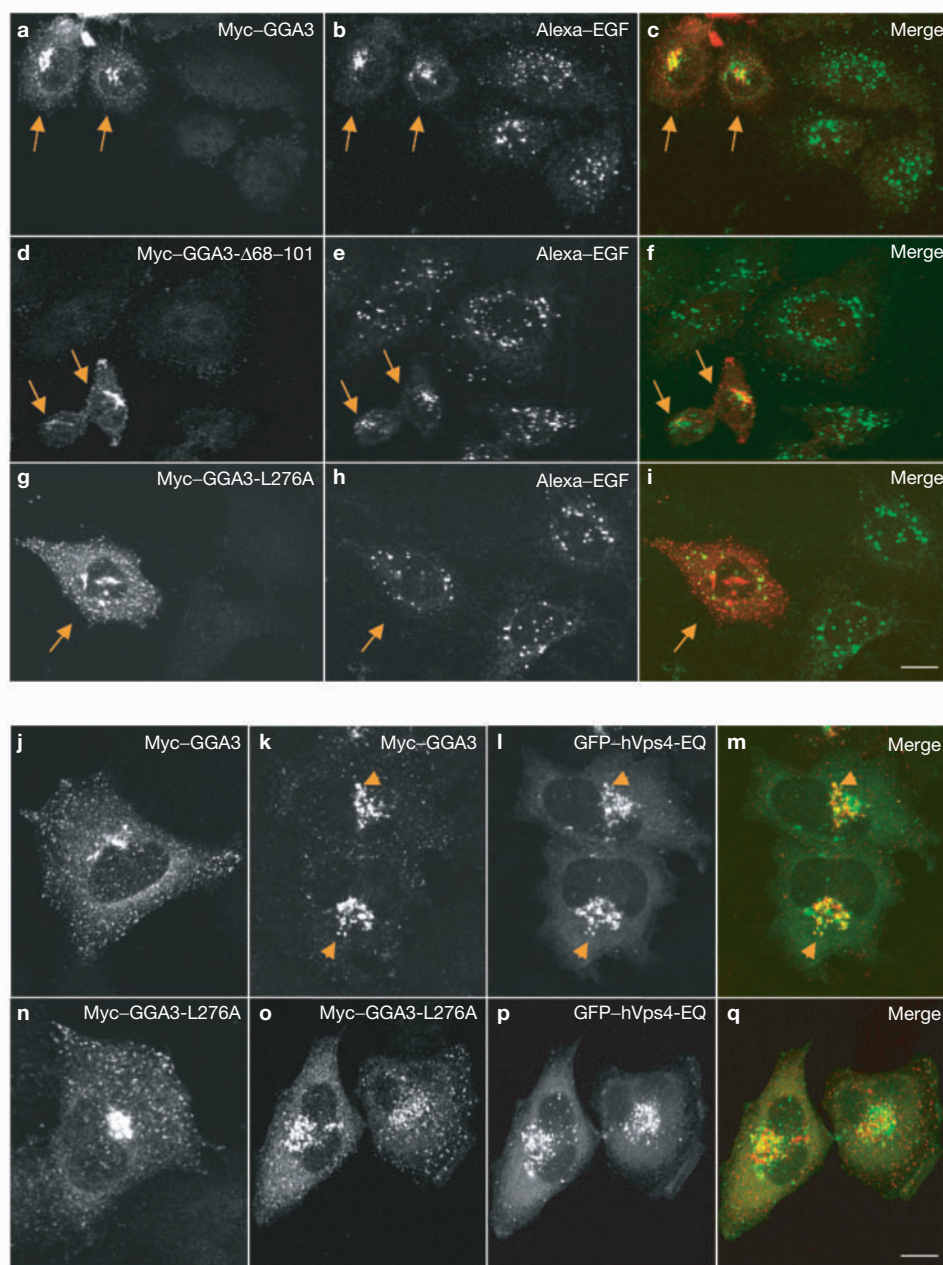 a Myc–GGA3 b Alexa–EGF c Merge
d Myc–GGA3-Δ68–101 e Alexa–EGF f Merge
g Myc–GGA3-L276A h Alexa–EGF i Merge
j Myc–GGA3 k Myc–GGA3 l GFP–hVps4-EQ m Merge
n Myc–GGA3-L276A o Myc–GGA3-L276A p GFP–hVps4-EQ q Merge